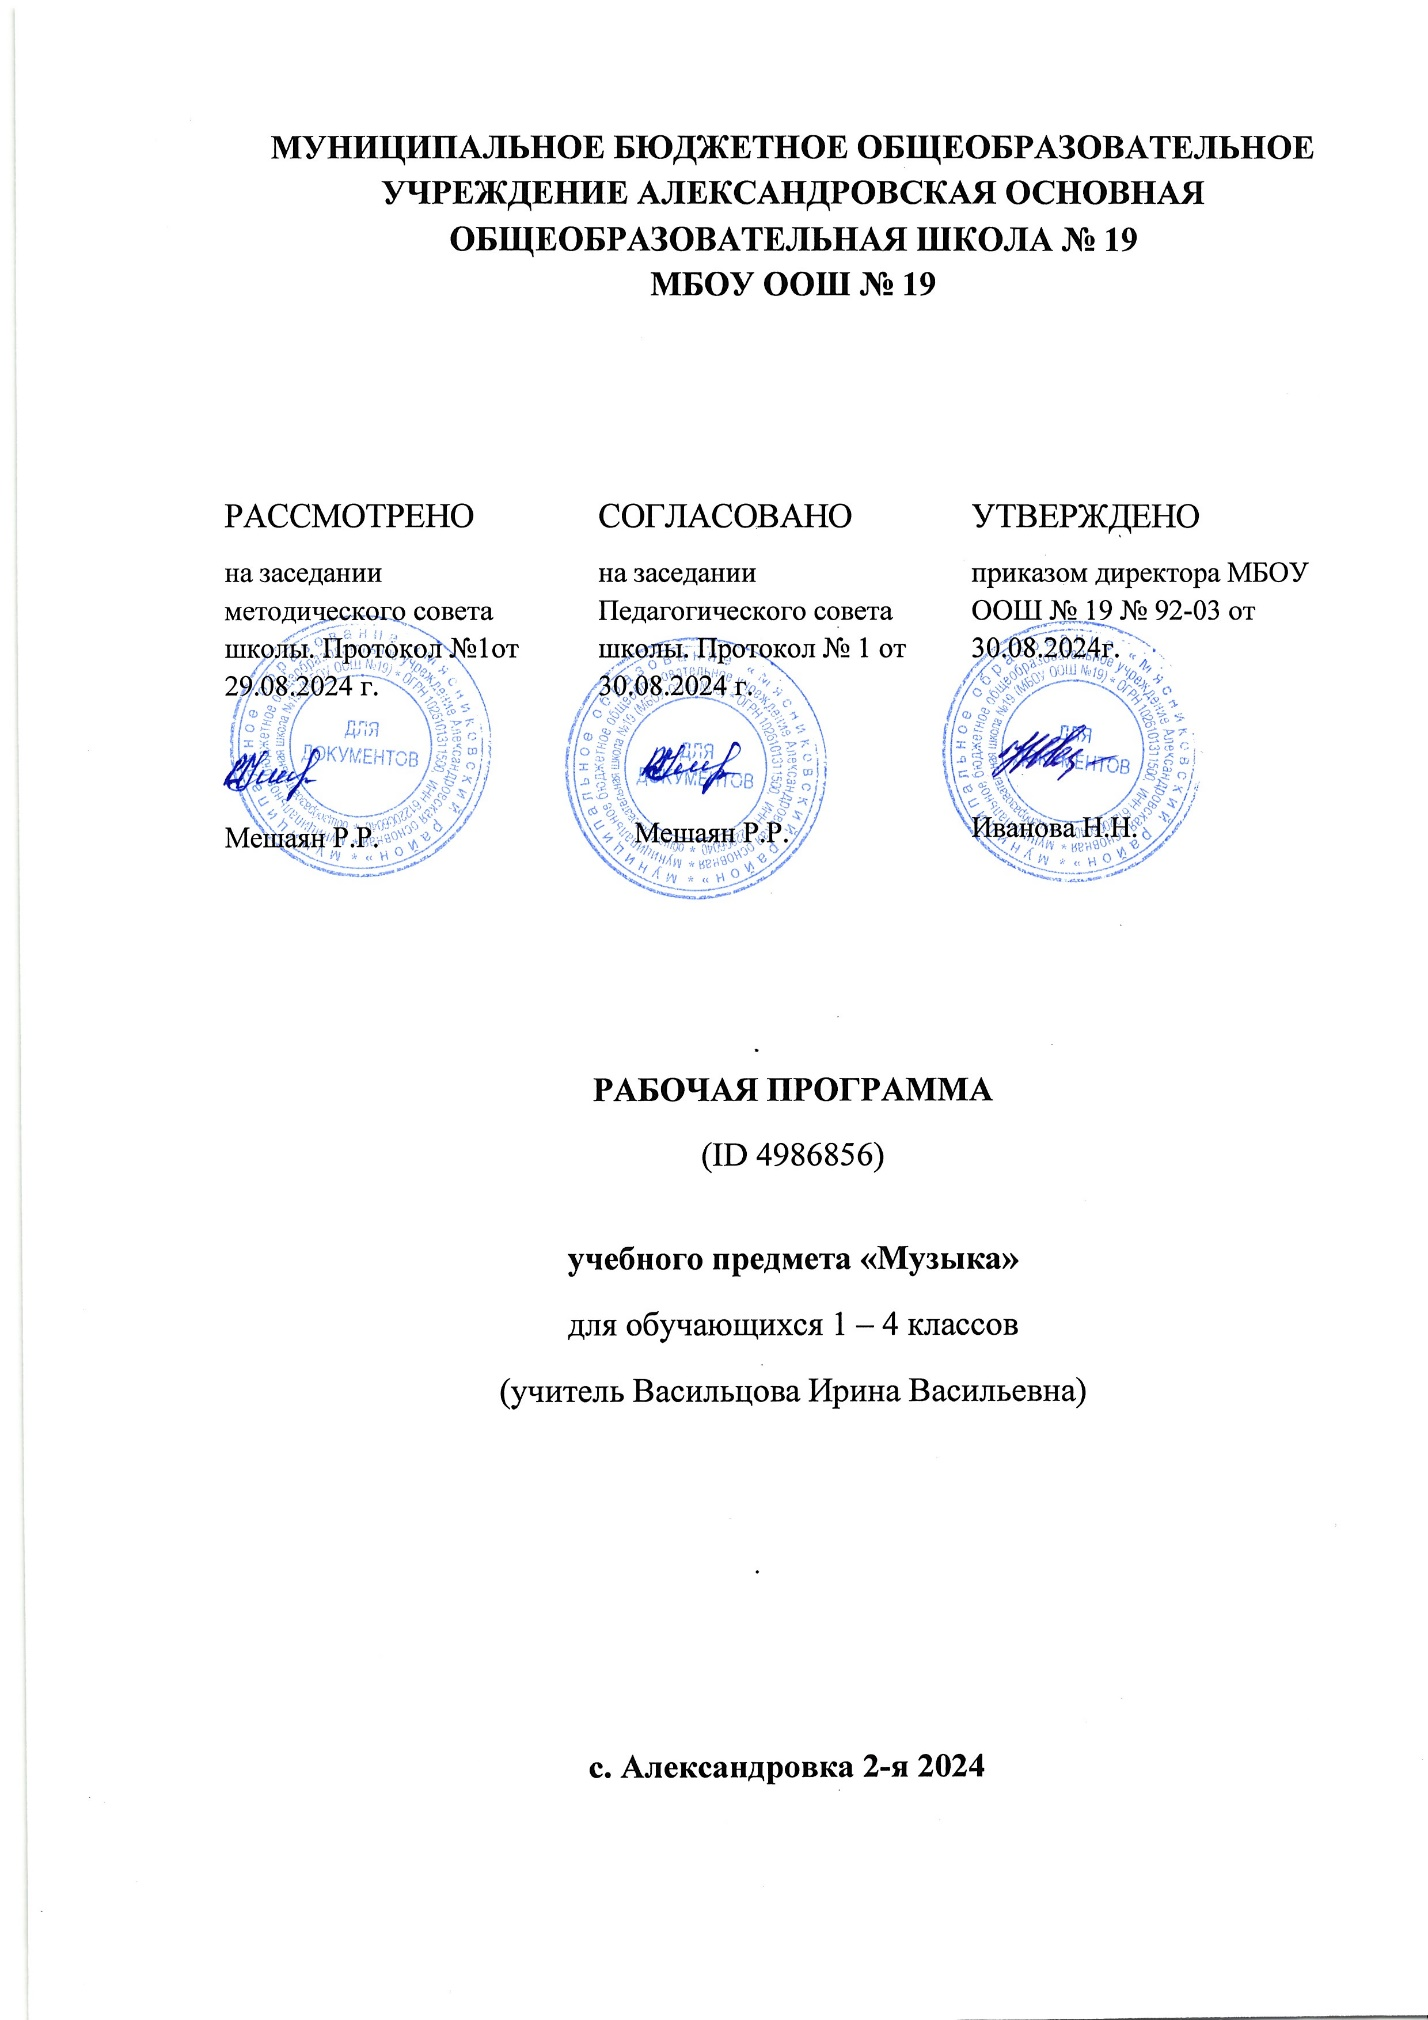 МУНИЦИПАЛЬНОЕ БЮДЖЕТНОЕ ОБЩЕОБРАЗОВАТЕЛЬНОЕ
УЧРЕЖДЕНИЕ АЛЕКСАНДРОВСКАЯ ОСНОВНАЯ
ОБЩЕОБРАЗОВАТЕЛЬНАЯ ШКОЛА № 19
МБОУ ООШ № 19
РАССМОТРЕНО
на заседании
методического совета
школы. Протокол №1от
29.08.2024 г.
ДЛЯ
ДОКУМЕНТОВ
Мешаян Р.Р.
СОГЛАСОВАНО
на заседании
Педагогического совета
школы. Протокол № 1 от
30.08.2024 г.
ДЛЯ
ДОКУМЕНТОВ
Мешаян Р.Р.
УТВЕРЖДЕНО
приказом директора МБОУ
ООШ № 19 № 92-03 от
30.08.2024г.
ДЛЯ
ДОКУМЕНТОВ
Иванова Н.Н.
РАБОЧАЯ ПРОГРАММА
(ID 4986856)
учебного предмета «Музыка»
для обучающихся 1 – 4 классов
(учитель Васильцова Ирина Васильевна)
с. Александровка 2-я 2024